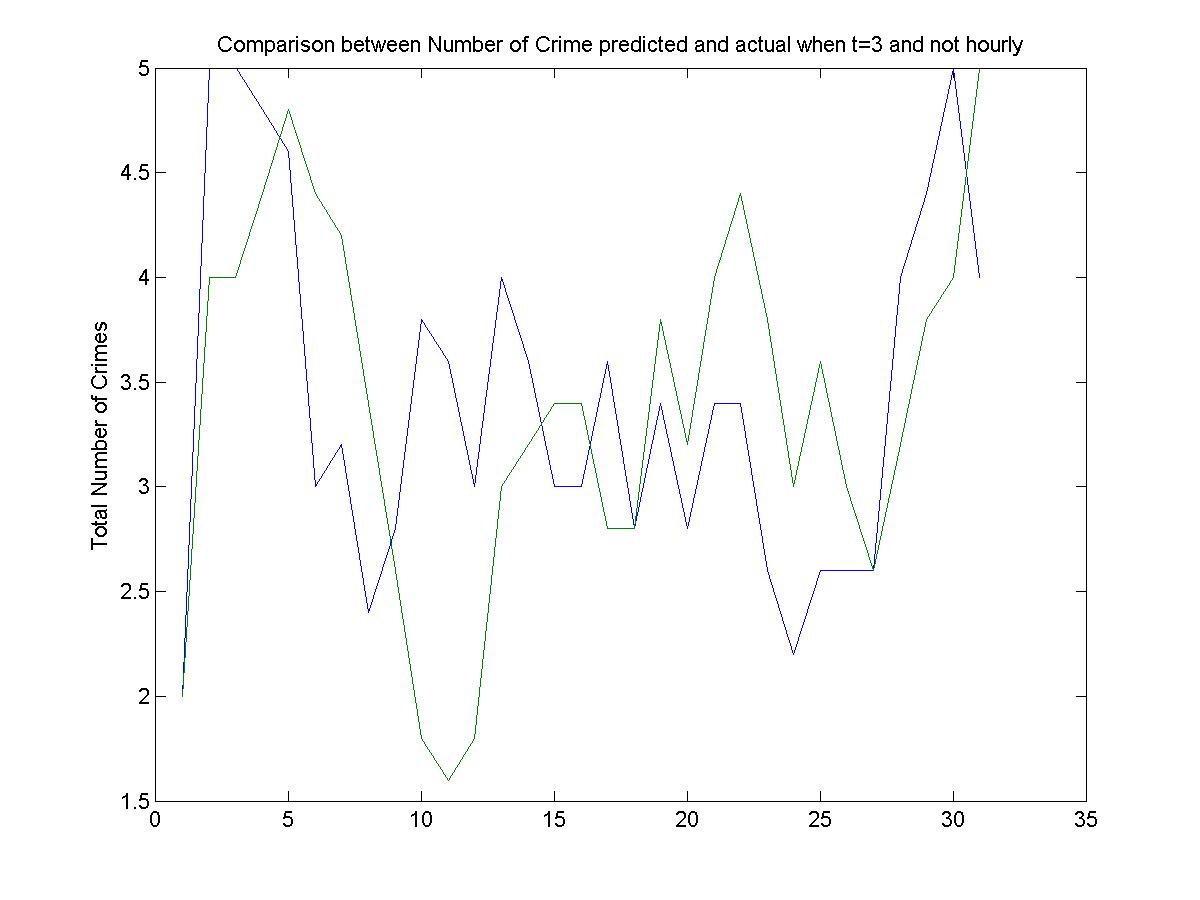 Comparison between Number of Crime predicted and actual when t=3 and not hourly
5
4.5
4
3.5
3
2.5
2
1.5
Total Number of Crimes
0 5 10 15 20 25 30 35